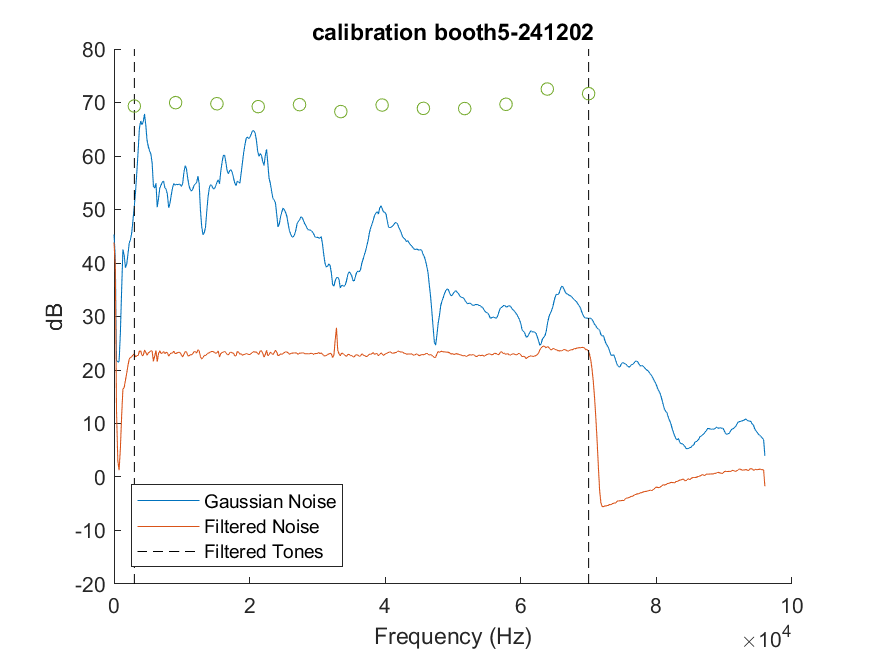 calibration booth5-241202
80
70
60
50
40
30
20
10
0
-10
-20
dB
Gaussian Noise
Filtered Noise
Filtered Tones
0 2 4 6 8 10
Frequency (Hz)
×10⁴